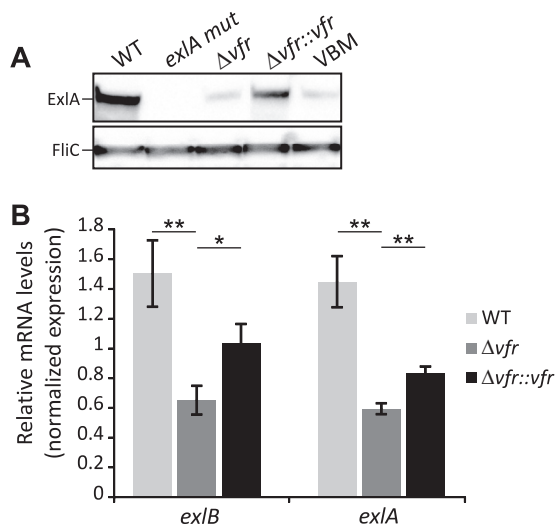 A
WT
exlA mut
Δvfr
Δvfr::vfr
VBM
ExlA
FliC
B
Relative mRNA levels
(normalized expression)
1.8
1.6
1.4
1.2
1
0.8
0.6
0.4
0.2
0
**
*
**
**
WT
Δvfr
Δvfr::vfr
exlB
exlA